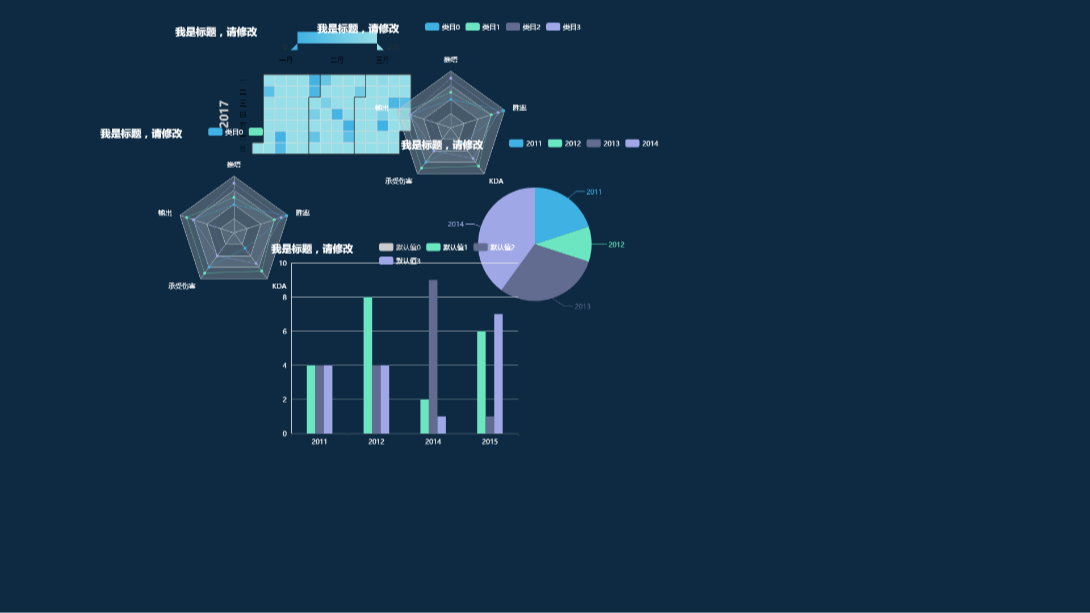 我是标题，请修改
我是标题，请修改
类目0 类目1 类目2 类目3
一月 二月 三月
2017
输出
胜率
承受伤害
KDA
我是标题，请修改
类目0
我是标题，请修改
2011 2012 2013 2014
输出
胜率
承受伤害
KDA
2011
2012
2013
2014
我是标题，请修改
默认值0 默认值1 默认值2
默认值3
10
8
6
4
2
0
2011 2012 2014 2015